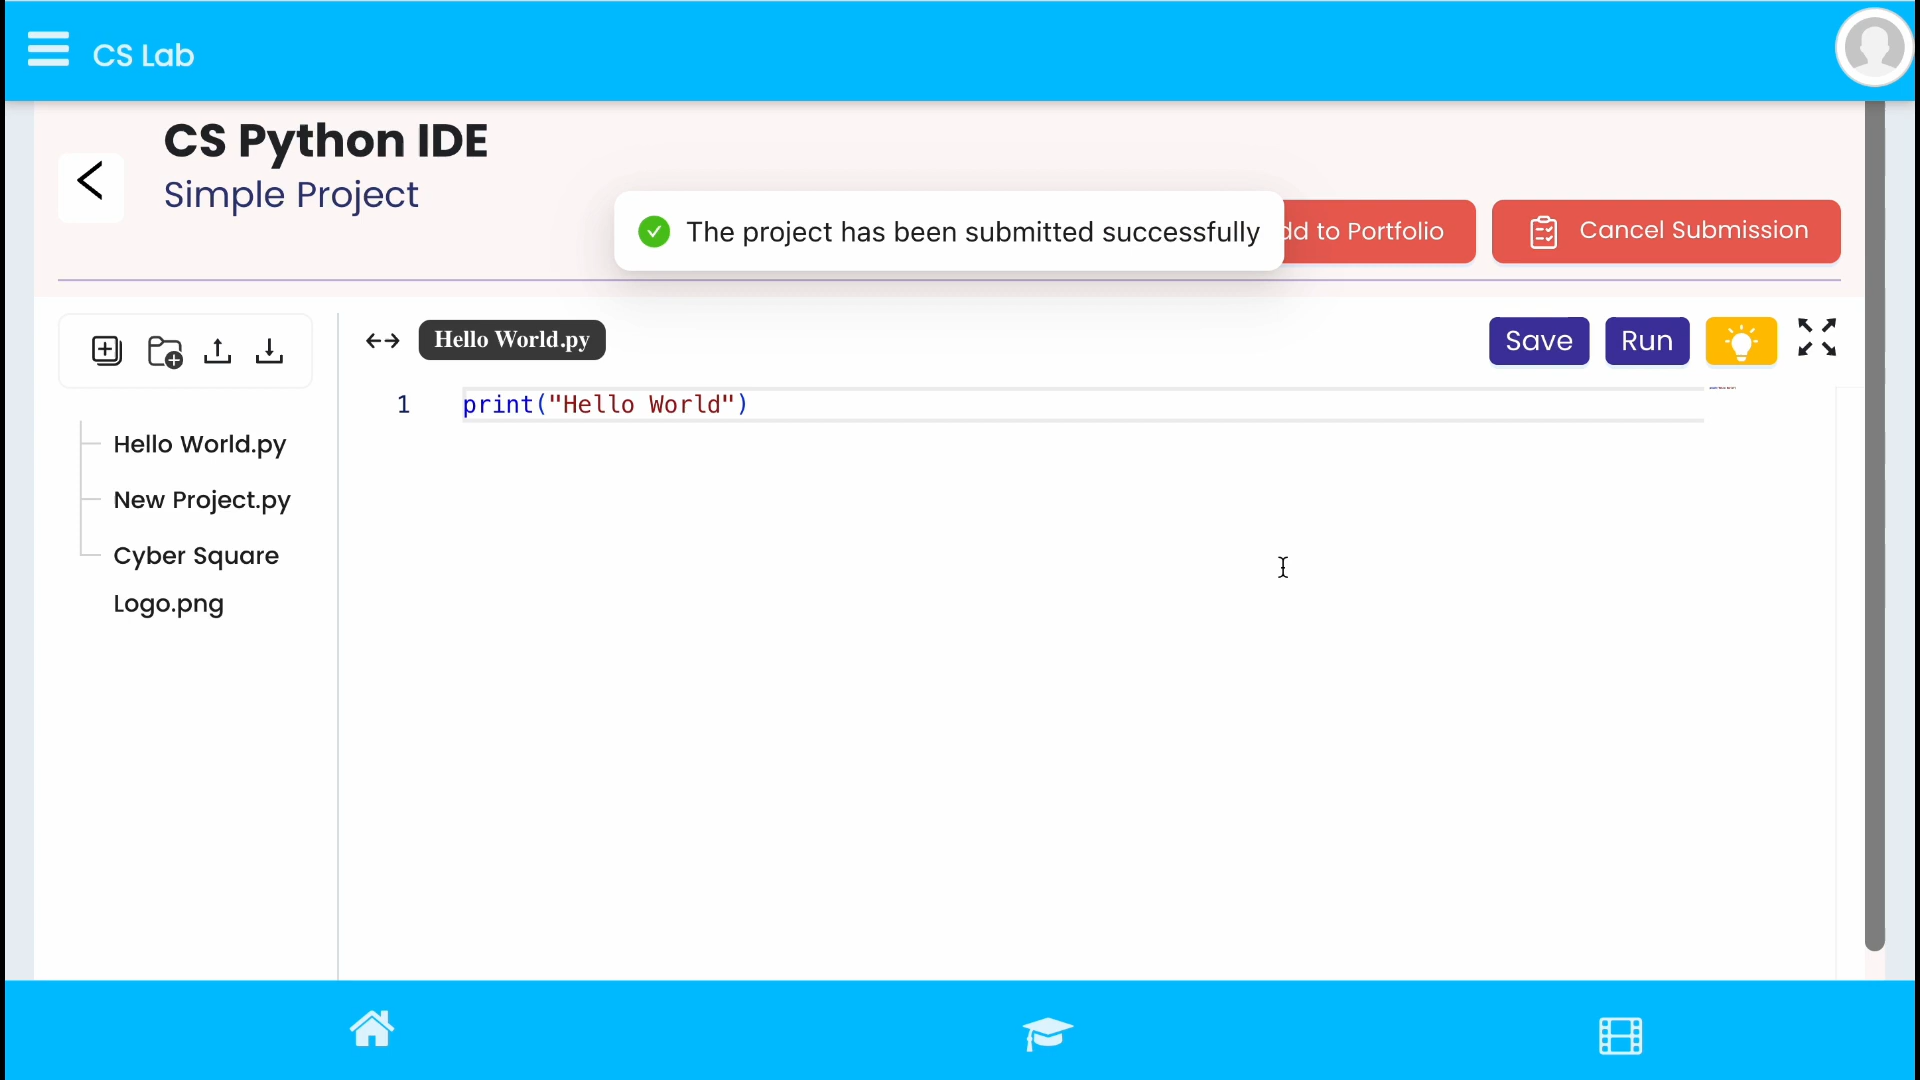 CS Lab
CS Python IDE
Simple Project
The project has been submitted successfully
dd to Portfolio
Cancel Submission
Hello World.py
Save
Run
1 print("Hello World")
Hello World.py
New Project.py
Cyber Square
Logo.png